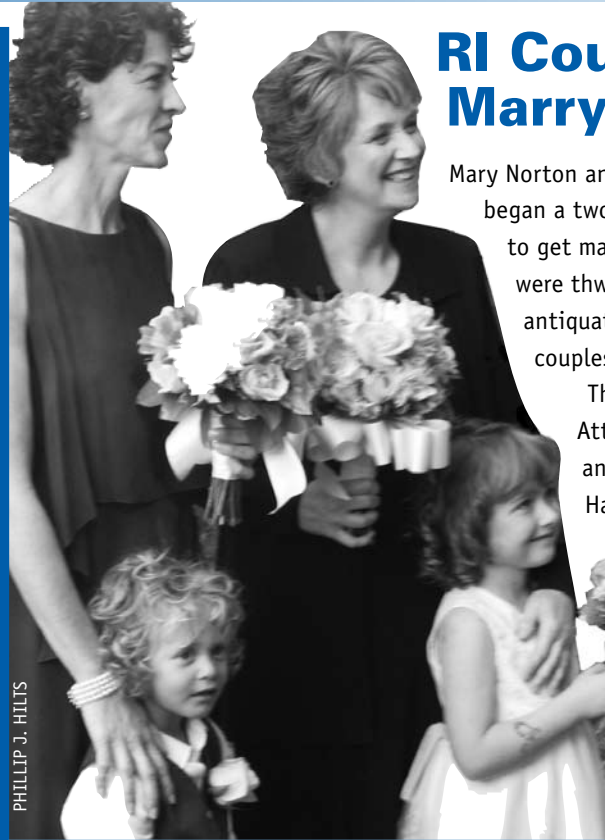 RI Cou
Marry
Mary Norton an
began a two
to get ma
were thw
antiquat
couples
Th
Att
an
Ha
PHILLIP J. HILTS